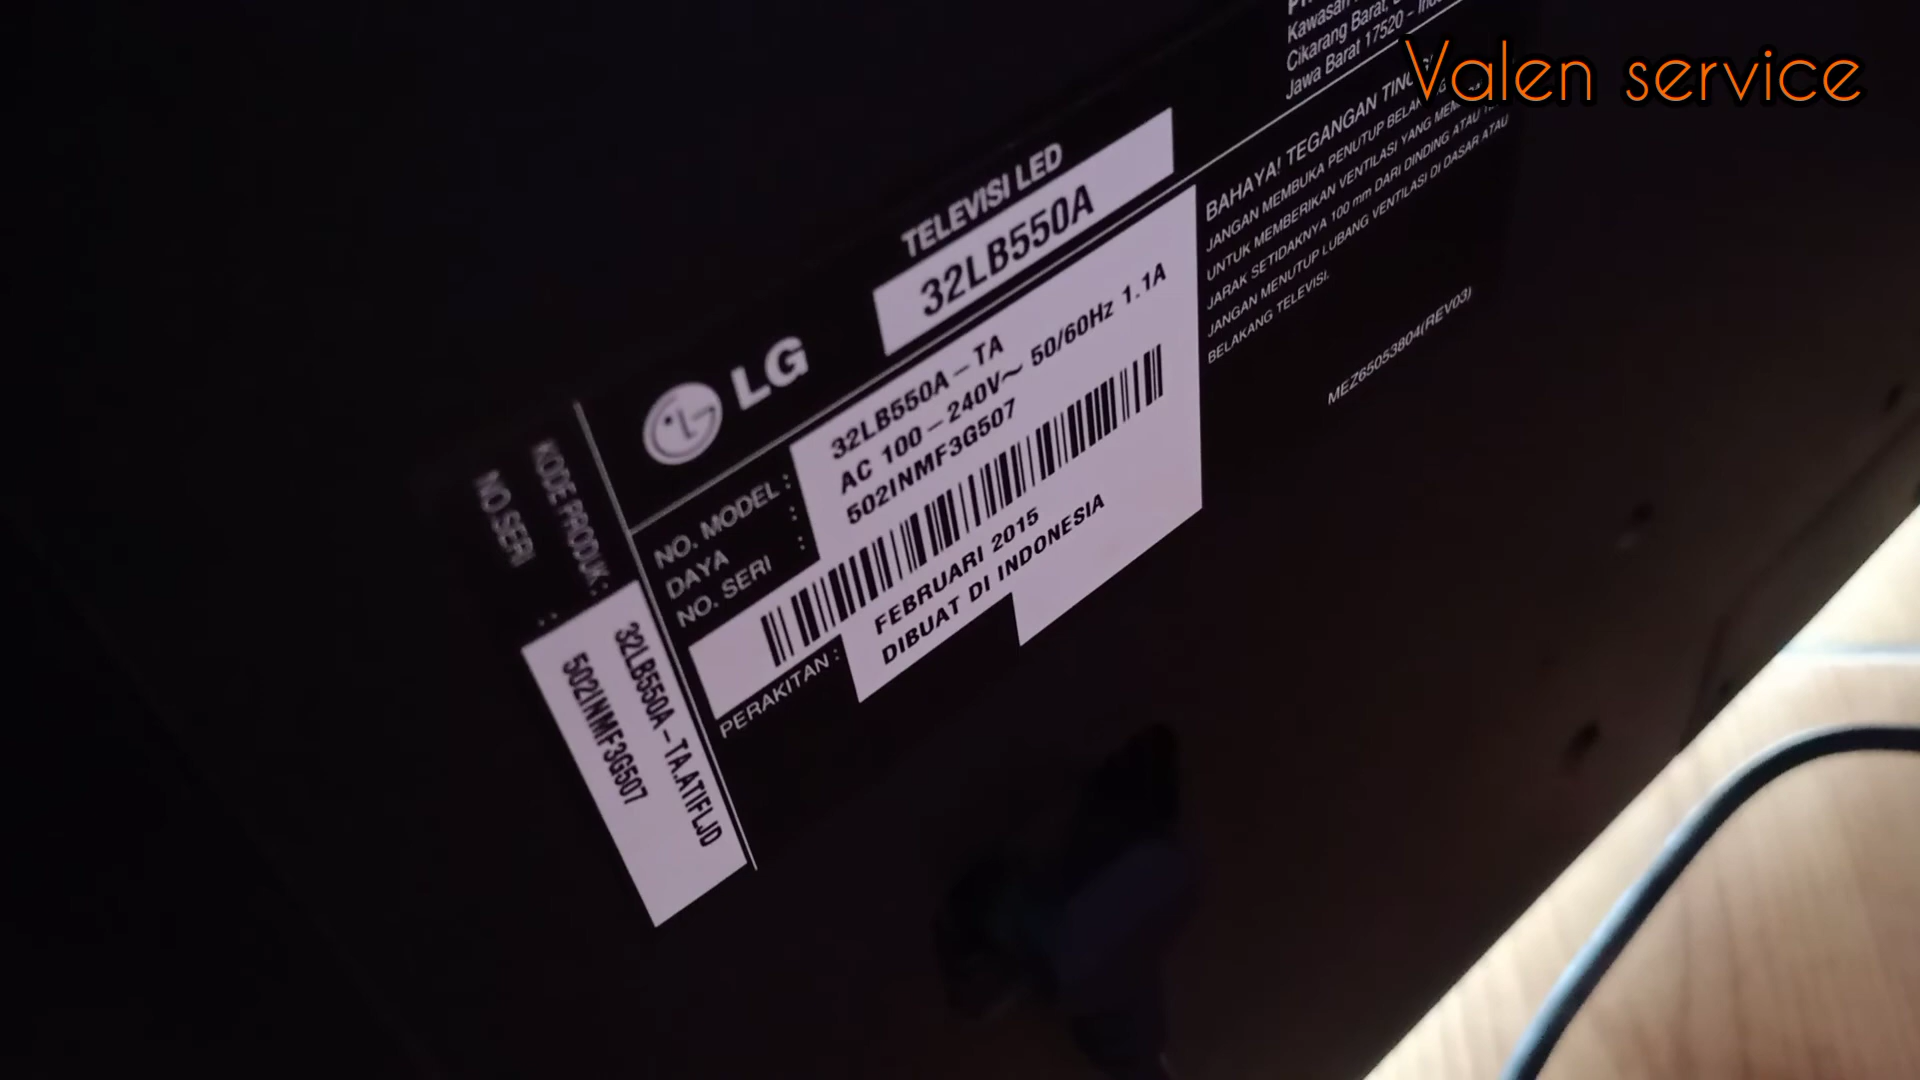 Valen service
Kawasan
Cikarang Barat,
Jawa Barat 17520 -
TELEVISI LED
32LB550A
LG
NO. MODEL : 32LB550A-TA
DAYA : AC 100-240V~ 50/60Hz 1.1A
NO. SERI : 502INMF3G507
PERAKITAN : FEBRUARI 2015
DIBUAT DI INDONESIA
BAHAYA! TEGANGAN
JANGAN MEMBUKA PENUTUP
UNTUK MEMBERIKAN VENTILASI YANG
JARAK SETIDAKNYA 100 mm DARI DINDING ATAU
JANGAN MENUTUP LUBANG VENTILASI DI DASAR ATAU
BELAKANG TELEVISI.
MEZ65053804(REV03)
KODE PRODUK : 32LB550A-TA.ATIFLJD
NO.SERI : 502INMF3G507